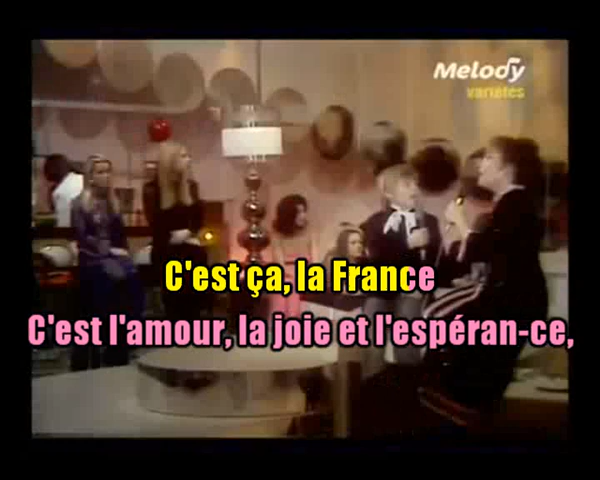 Melody
variétés
C'est ça, la France
C'est l'amour, la joie et l'espéran-ce,